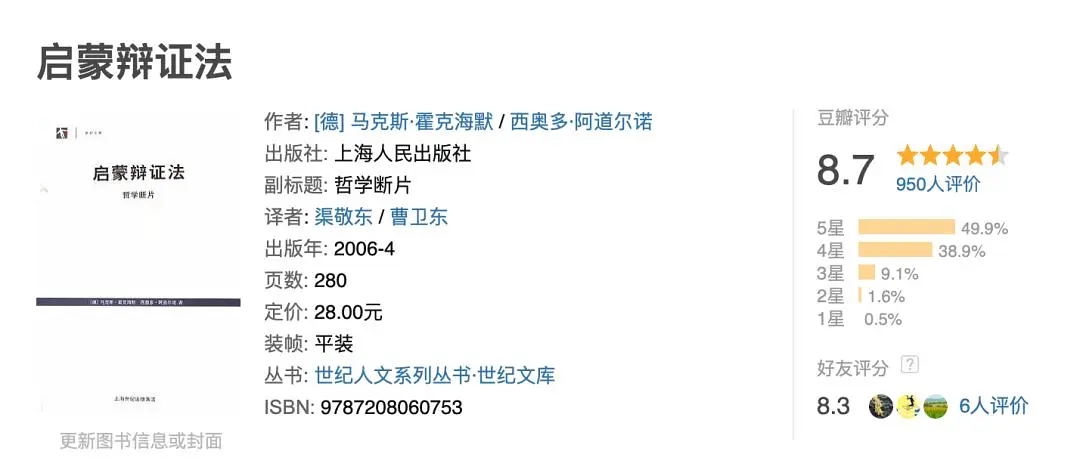 启蒙辩证法
启蒙辩证法
哲学断片
[德] 马克斯·霍克海默 西奥多·阿道尔诺 著
上海世纪出版集团
更新图书信息或封面
作者: [德] 马克斯·霍克海默 / 西奥多·阿道尔诺
出版社: 上海人民出版社
副标题: 哲学断片
译者: 渠敬东 / 曹卫东
出版年: 2006-4
页数: 280
定价: 28.00元
装帧: 平装
丛书: 世纪人文系列丛书·世纪文库
ISBN: 9787208060753
豆瓣评分
8.7
950人评价
5星 49.9%
4星 38.9%
3星 9.1%
2星 1.6%
1星 0.5%
好友评分 ?
8.3 6人评价